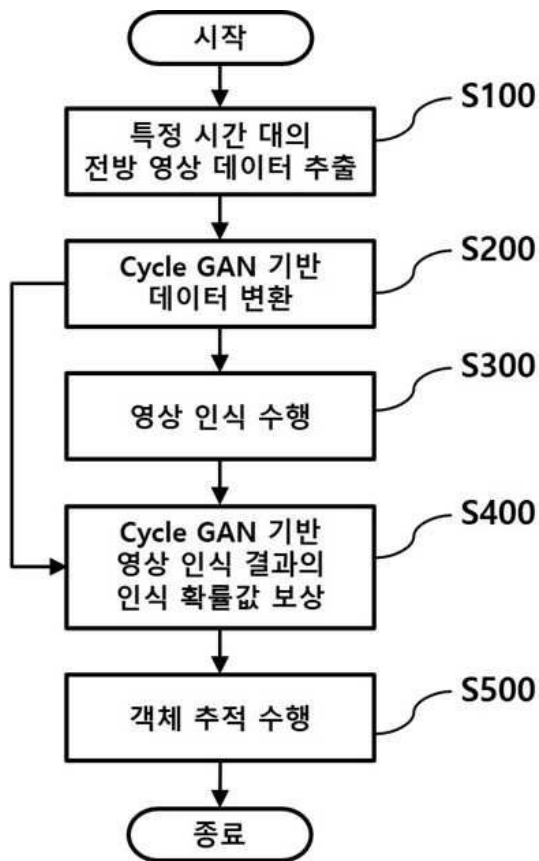 시작
S100
특정 시간 대의
전방 영상 데이터 추출
S200
Cycle GAN 기반
데이터 변환
S300
영상 인식 수행
S400
Cycle GAN 기반
영상 인식 결과의
인식 확률값 보상
S500
객체 추적 수행
종료